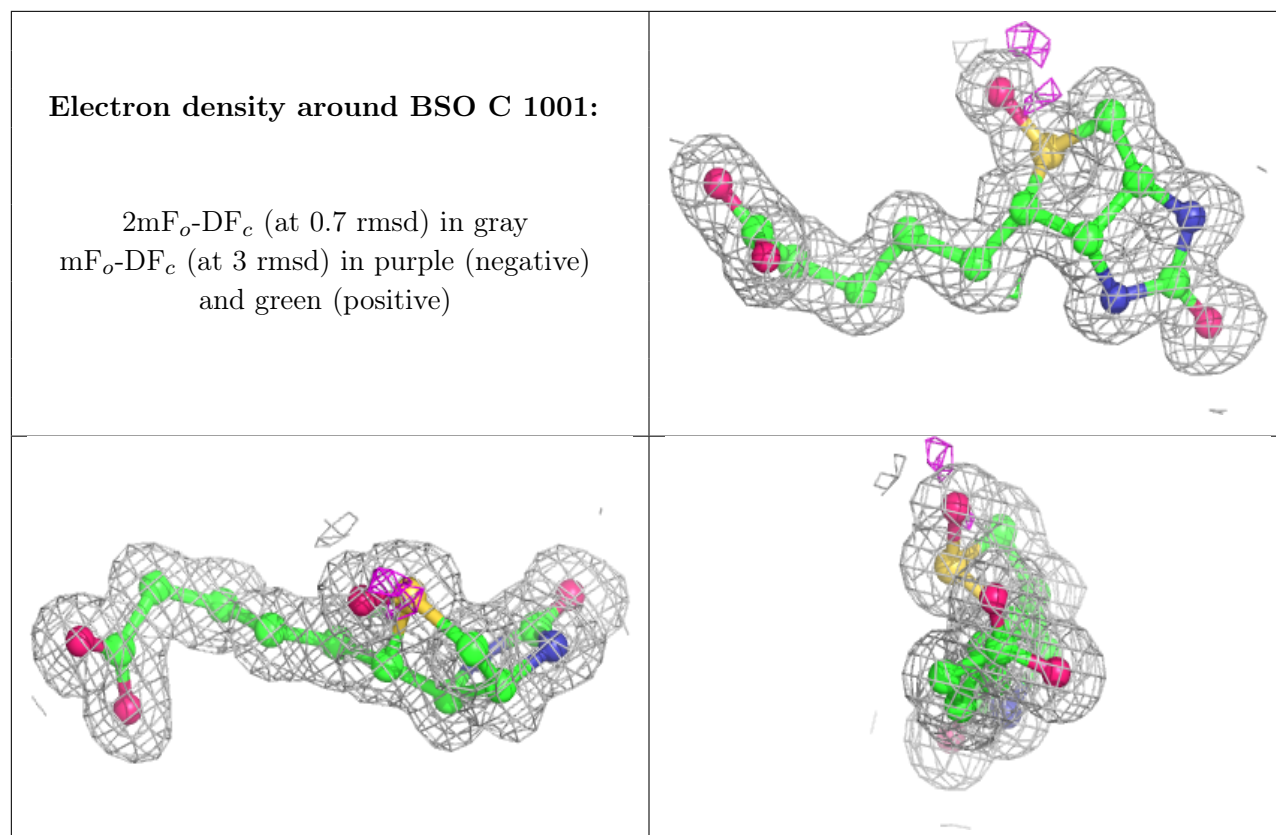 Electron density around BSO C 1001:
2mFo-DFc (at 0.7 rmsd) in gray
mFo-DFc (at 3 rmsd) in purple (negative)
and green (positive)